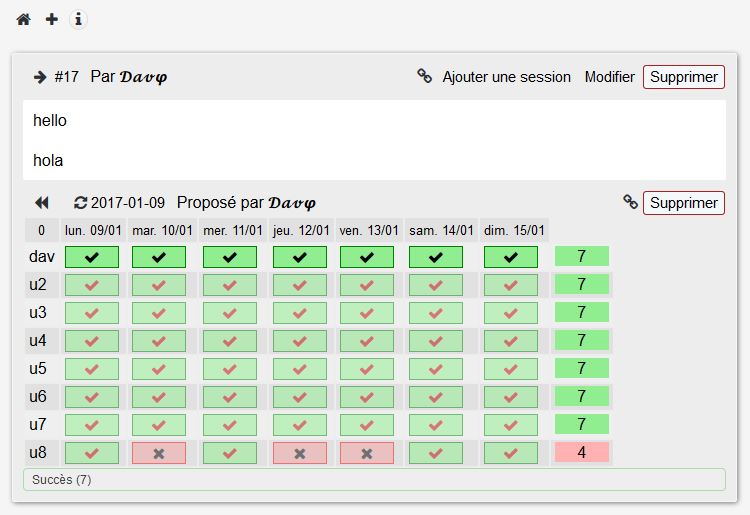 #17 Par 𝓓𝓪𝓿φ Ajouter une session Modifier Supprimer
hello
hola
2017-01-09 Proposé par 𝓓𝓪𝓿φ Supprimer
0 lun. 09/01 mar. 10/01 mer. 11/01 jeu. 12/01 ven. 13/01 sam. 14/01 dim. 15/01
dav 7
u2 7
u3 7
u4 7
u5 7
u6 7
u7 7
u8 4
Succès (7)